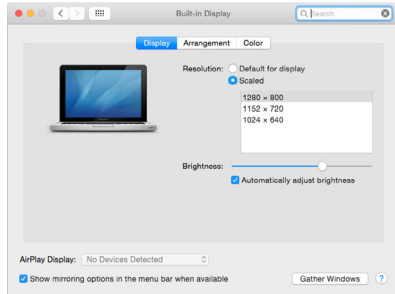 Built-in Display
Search
Display Arrangement Color
Resolution: Default for display
Scaled
1280 × 800
1152 × 720
1024 × 640
Brightness:
Automatically adjust brightness
AirPlay Display: No Devices Detected
Show mirroring options in the menu bar when available
Gather Windows ?